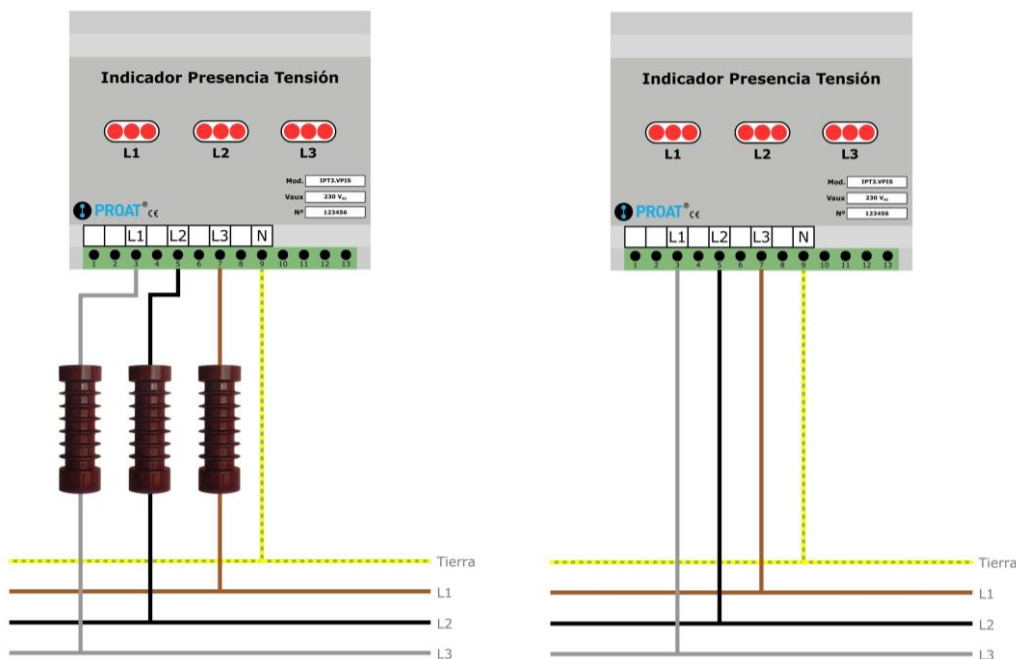 Indicador Presencia Tensión
L1 L2 L3
Mod. IPT3.VPIS
Vaux 230 Vac
Nº 123456
PROAT® CE
L1 L2 L3 N
1 2 3 4 5 6 7 8 9 10 11 12 13
Tierra
L1
L2
L3
Indicador Presencia Tensión
L1 L2 L3
Mod. IPT3.VPIS
Vaux 230 Vac
Nº 123456
PROAT® CE
L1 L2 L3 N
1 2 3 4 5 6 7 8 9 10 11 12 13
Tierra
L1
L2
L3